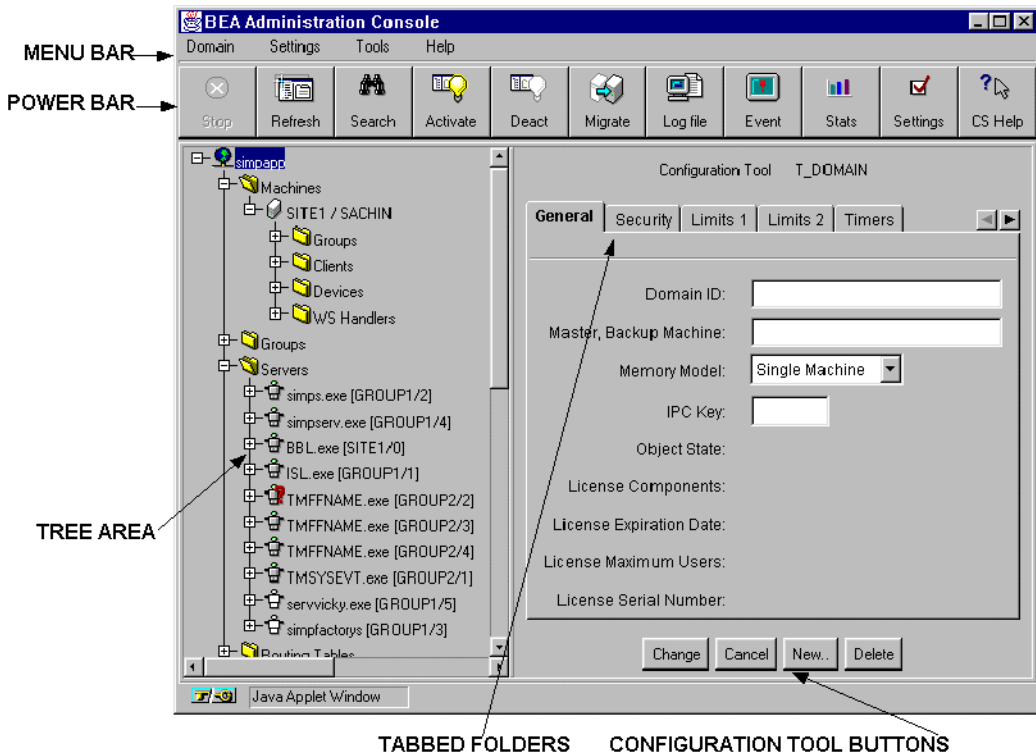 BEA Administration Console
Domain Settings Tools Help
MENU BAR
POWER BAR
Stop Refresh Search Activate Deact Migrate Log file Event Stats Settings CS Help
simpapp
Machines
SITE1 / SACHIN
Groups
Clients
Devices
WS Handlers
Groups
Servers
simps.exe [GROUP1/2]
simpserv.exe [GROUP1/4]
BBL.exe [SITE1/0]
ISL.exe [GROUP1/1]
TMFFNAME.exe [GROUP2/2]
TMFFNAME.exe [GROUP2/3]
TMFFNAME.exe [GROUP2/4]
TMSYSEVT.exe [GROUP2/1]
servvicky.exe [GROUP1/5]
simpfactorys [GROUP1/3]
Routing Tables
TREE AREA
Configuration Tool T_DOMAIN
General Security Limits 1 Limits 2 Timers
Domain ID:
Master, Backup Machine:
Memory Model: Single Machine
IPC Key:
Object State:
License Components:
License Expiration Date:
License Maximum Users:
License Serial Number:
Change Cancel New.. Delete
Java Applet Window
TABBED FOLDERS CONFIGURATION TOOL BUTTONS